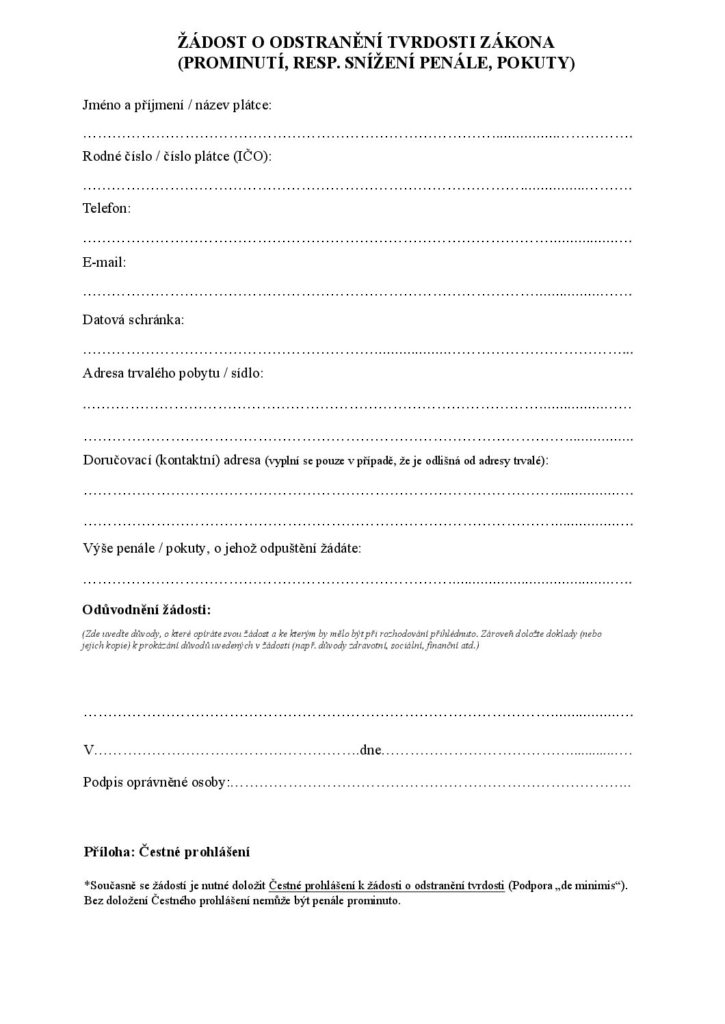 ŽÁDOST O ODSTRANĚNÍ TVRDOSTI ZÁKONA
(PROMINUTÍ, RESP. SNÍŽENÍ PENÁLE, POKUTY)
Jméno a příjmení / název plátce:
Rodné číslo / číslo plátce (IČO):
Telefon:
E-mail:
Datová schránka:
Adresa trvalého pobytu / sídlo:
Doručovací (kontaktní) adresa (vyplní se pouze v případě, že je odlišná od adresy trvalé):
Výše penále / pokuty, o jehož odpuštění žádáte:
Odůvodnění žádosti:
(Zde uveďte důvody, o které opíráte svou žádost a ke kterým by mělo být při rozhodování přihlédnuto. Zároveň doložte doklady (nebo
jejich kopie) k prokázání důvodů uvedených v žádosti (např. důvody zdravotní, sociální, finanční atd.)
V……………………………………………….dne…………………………………............….
Podpis oprávněné osoby:……………………………………………………………………..
Příloha: Čestné prohlášení
*Současně se žádostí je nutné doložit Čestné prohlášení k žádosti o odstranění tvrdosti (Podpora „de minimis“).
Bez doložení Čestného prohlášení nemůže být penále prominuto.